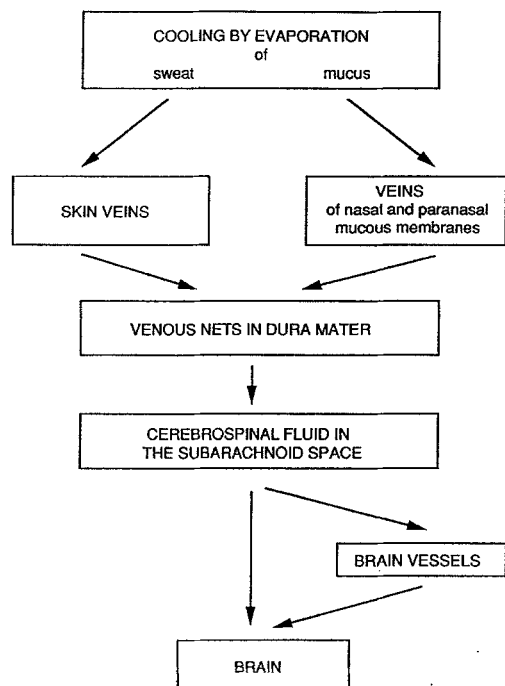 COOLING BY EVAPORATION
of
sweat mucus
SKIN VEINS
VEINS
of nasal and paranasal
mucous membranes
VENOUS NETS IN DURA MATER
CEREBROSPINAL FLUID IN
THE SUBARACHNOID SPACE
BRAIN VESSELS
BRAIN